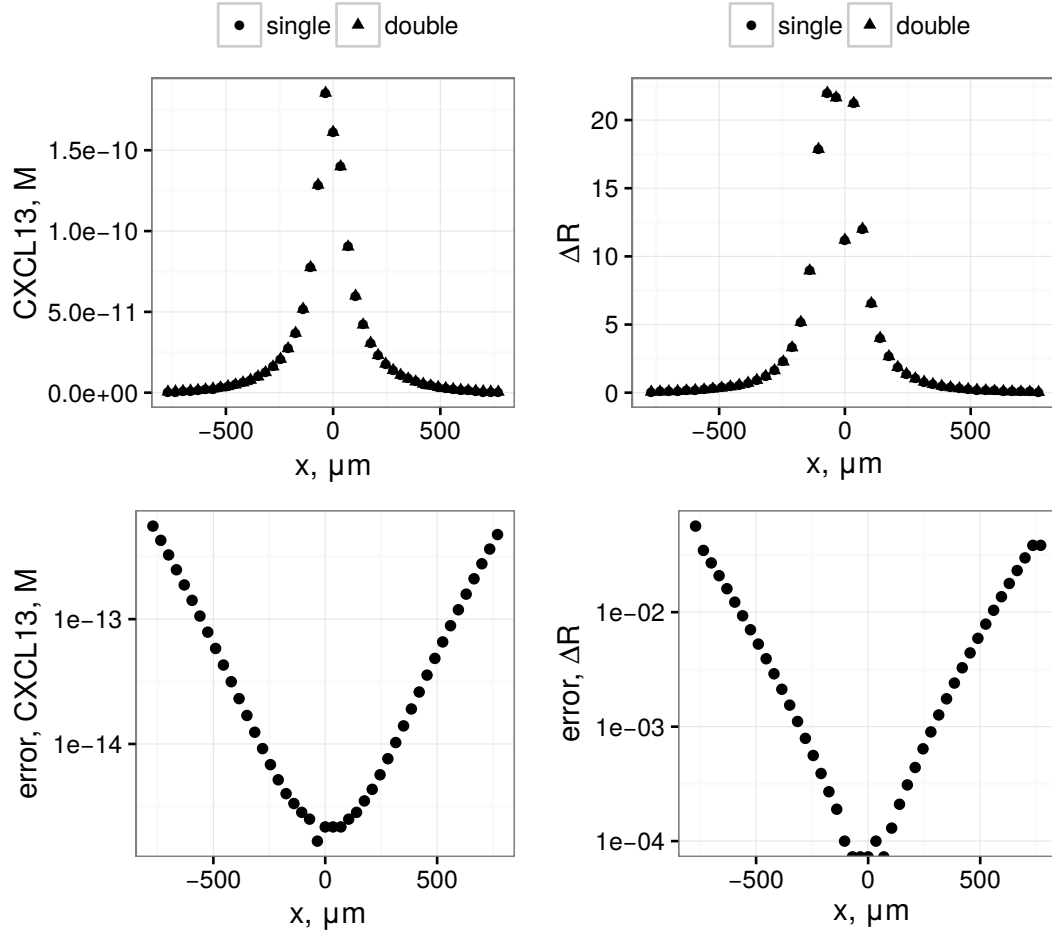 single double
single double
CXCL13, M
1.5e−10
1.0e−10
5.0e−11
0.0e+00
−500 0 500
x, μm
ΔR
20
15
10
5
0
−500 0 500
x, μm
error, CXCL13, M
1e−13
1e−14
−500 0 500
x, μm
error, ΔR
1e−02
1e−03
1e−04
−500 0 500
x, μm